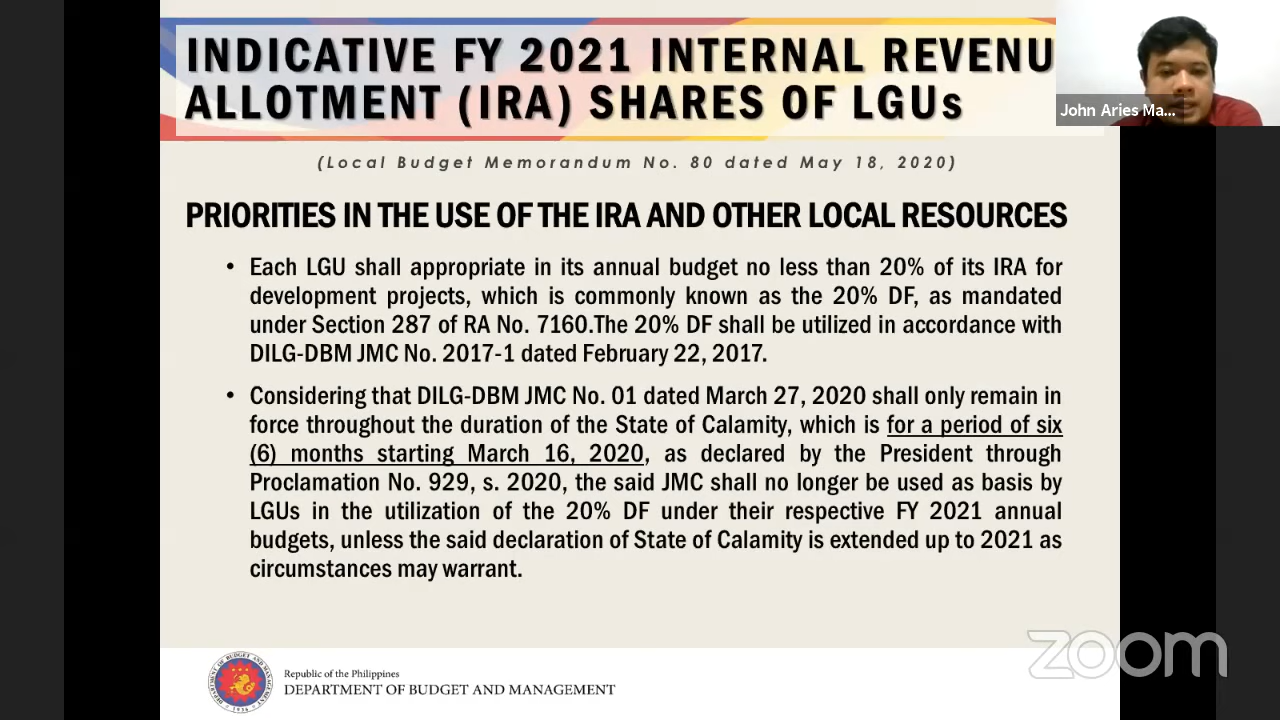 INDICATIVE FY 2021 INTERNAL REVENU
ALLOTMENT (IRA) SHARES OF LGUs
John Aries Ma...
(Local Budget Memorandum No. 80 dated May 18, 2020)
PRIORITIES IN THE USE OF THE IRA AND OTHER LOCAL RESOURCES
• Each LGU shall appropriate in its annual budget no less than 20% of its IRA for
development projects, which is commonly known as the 20% DF, as mandated
under Section 287 of RA No. 7160.The 20% DF shall be utilized in accordance with
DILG-DBM JMC No. 2017-1 dated February 22, 2017.
• Considering that DILG-DBM JMC No. 01 dated March 27, 2020 shall only remain in
force throughout the duration of the State of Calamity, which is for a period of six
(6) months starting March 16, 2020, as declared by the President through
Proclamation No. 929, s. 2020, the said JMC shall no longer be used as basis by
LGUs in the utilization of the 20% DF under their respective FY 2021 annual
budgets, unless the said declaration of State of Calamity is extended up to 2021 as
circumstances may warrant.
zoom
DEPARTMENT OF BUDGET AND MANAGEMENT
1936
Republic of the Philippines
DEPARTMENT OF BUDGET AND MANAGEMENT